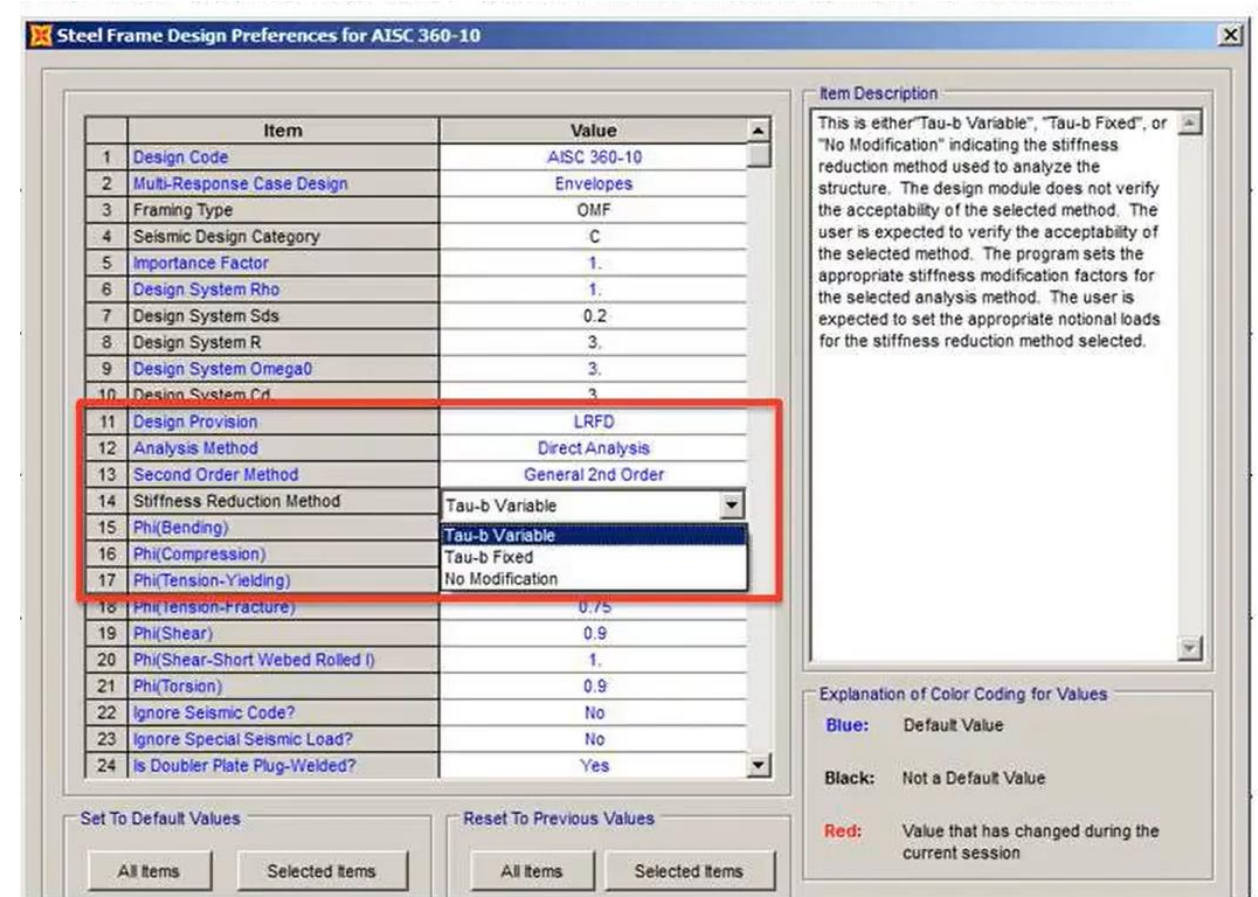 Steel Frame Design Preferences for AISC 360-10
Item Value
1 Design Code AISC 360-10
2 Multi-Response Case Design Envelopes
3 Framing Type OMF
4 Seismic Design Category C
5 Importance Factor 1.
6 Design System Rho 1.
7 Design System Sds 0.2
8 Design System R 3.
9 Design System Omega0 3.
10 Design System Cd 3.
11 Design Provision LRFD
12 Analysis Method Direct Analysis
13 Second Order Method General 2nd Order
14 Stiffness Reduction Method Tau-b Variable
15 Phi(Bending) Tau-b Variable
16 Phi(Compression) Tau-b Fixed
17 Phi(Tension-Yielding) No Modification
18 Phi(Tension-Fracture) 0.75
19 Phi(Shear) 0.9
20 Phi(Shear-Short Webed Rolled I) 1.
21 Phi(Torsion) 0.9
22 Ignore Seismic Code? No
23 Ignore Special Seismic Load? No
24 Is Doubler Plate Plug-Welded? Yes
Set To Default Values
All Items Selected Items
Reset To Previous Values
All Items Selected Items
Item Description
This is either"Tau-b Variable", "Tau-b Fixed", or
"No Modification" indicating the stiffness
reduction method used to analyze the
structure. The design module does not verify
the acceptability of the selected method. The
user is expected to verify the acceptability of
the selected method. The program sets the
appropriate stiffness modification factors for
the selected analysis method. The user is
expected to set the appropriate notional loads
for the stiffness reduction method selected.
Explanation of Color Coding for Values
Blue: Default Value
Black: Not a Default Value
Red: Value that has changed during the
current session